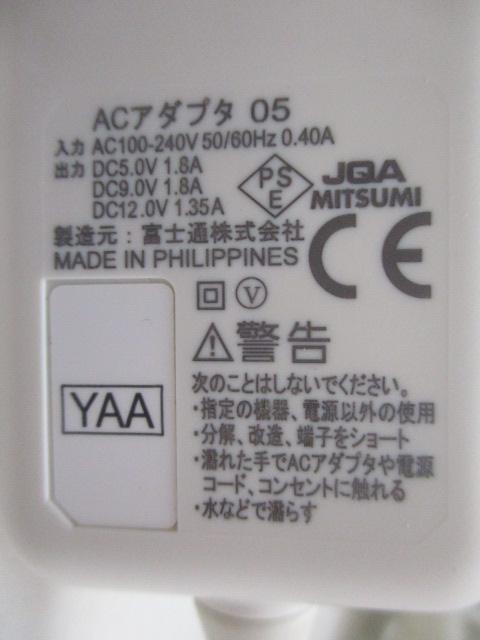 ACアダプタ 05
入力 AC100-240V 50/60Hz 0.40A
出力 DC5.0V 1.8A
DC9.0V 1.8A
DC12.0V 1.35A
PS
E
JQA
MITSUMI
製造元：富士通株式会社
MADE IN PHILIPPINES
CE
V
警告
YAA
次のことはしないでください。
・指定の機器、電源以外の使用
・分解、改造、端子をショート
・濡れた手でACアダプタや電源
コード、コンセントに触れる
・水などで濡らす